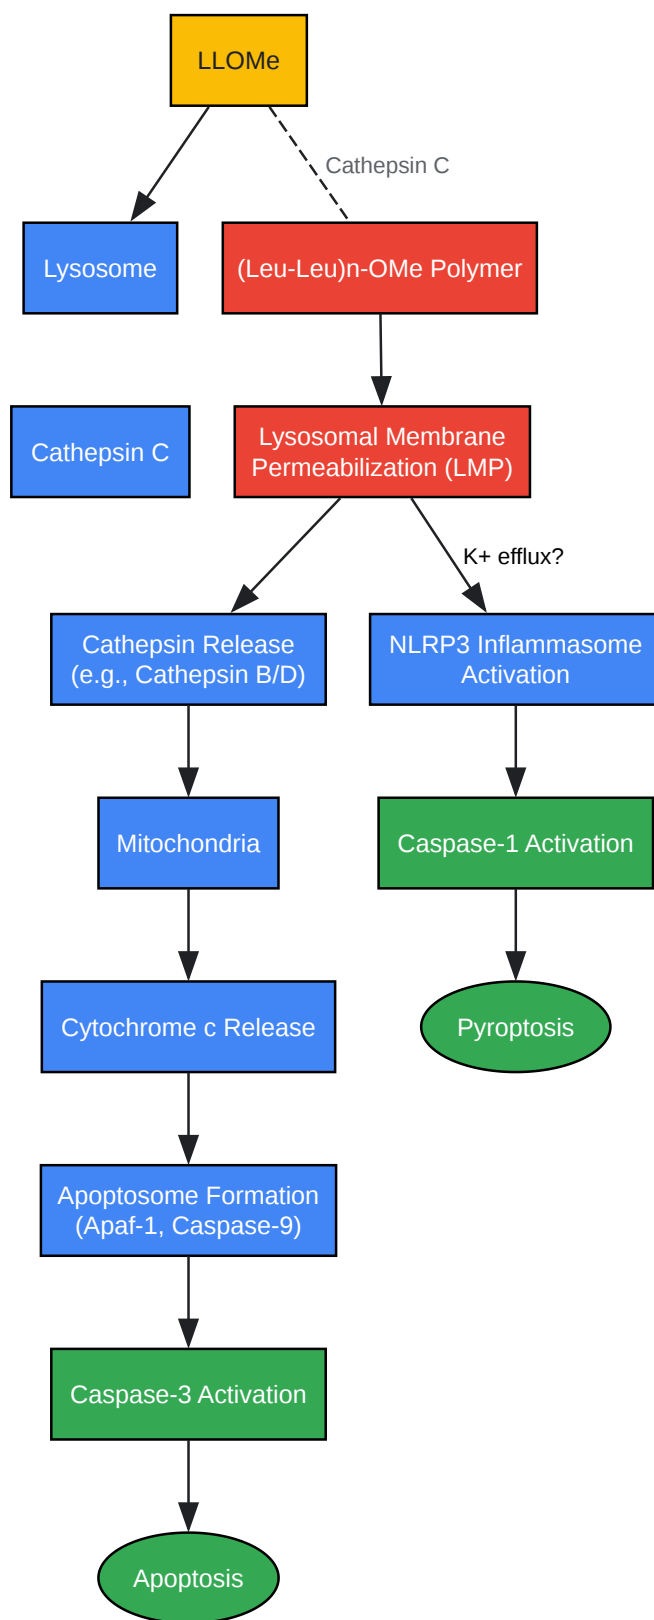 LLOMe
Cathepsin C
Lysosome
(Leu-Leu)n-OMe Polymer
Cathepsin C
Lysosomal Membrane
Permeabilization (LMP)
K+ efflux?
Cathepsin Release
(e.g., Cathepsin B/D)
NLRP3 Inflammasome
Activation
Mitochondria
Caspase-1 Activation
Cytochrome c Release
Pyroptosis
Apoptosome Formation
(Apaf-1, Caspase-9)
Caspase-3 Activation
Apoptosis